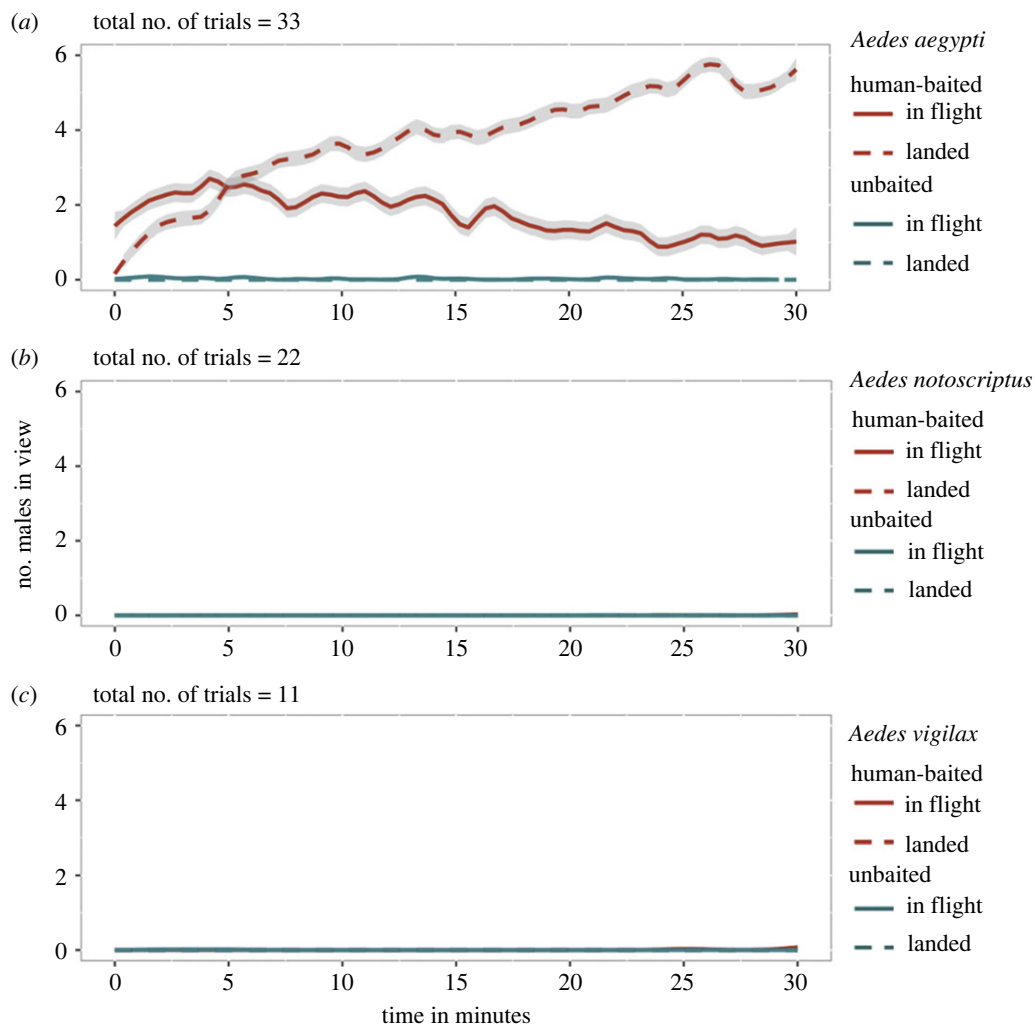 (a) total no. of trials = 33
6
4
2
0
0 5 10 15 20 25 30
Aedes aegypti
human-baited
in flight
landed
unbaited
in flight
landed
(b) total no. of trials = 22
no. males in view
6
4
2
0
0 5 10 15 20 25 30
Aedes notoscriptus
human-baited
in flight
landed
unbaited
in flight
landed
(c) total no. of trials = 11
6
4
2
0
0 5 10 15 20 25 30
time in minutes
Aedes vigilax
human-baited
in flight
landed
unbaited
in flight
landed